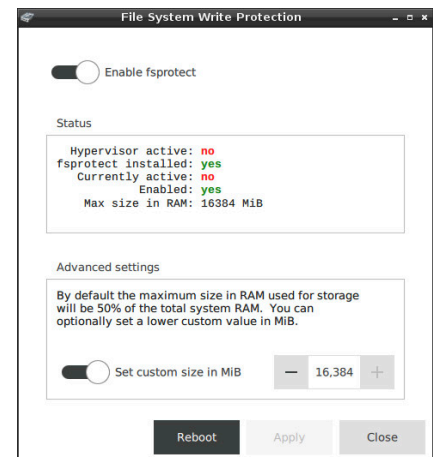 File System Write Protection
Enable fsprotect
Status
Hypervisor active: no
fsprotect installed: yes
Currently active: no
Enabled: yes
Max size in RAM: 16384 MiB
Advanced settings
By default the maximum size in RAM used for storage
will be 50% of the total system RAM. You can
optionally set a lower custom value in MiB.
Set custom size in MiB — 16,384 +
Reboot Apply Close